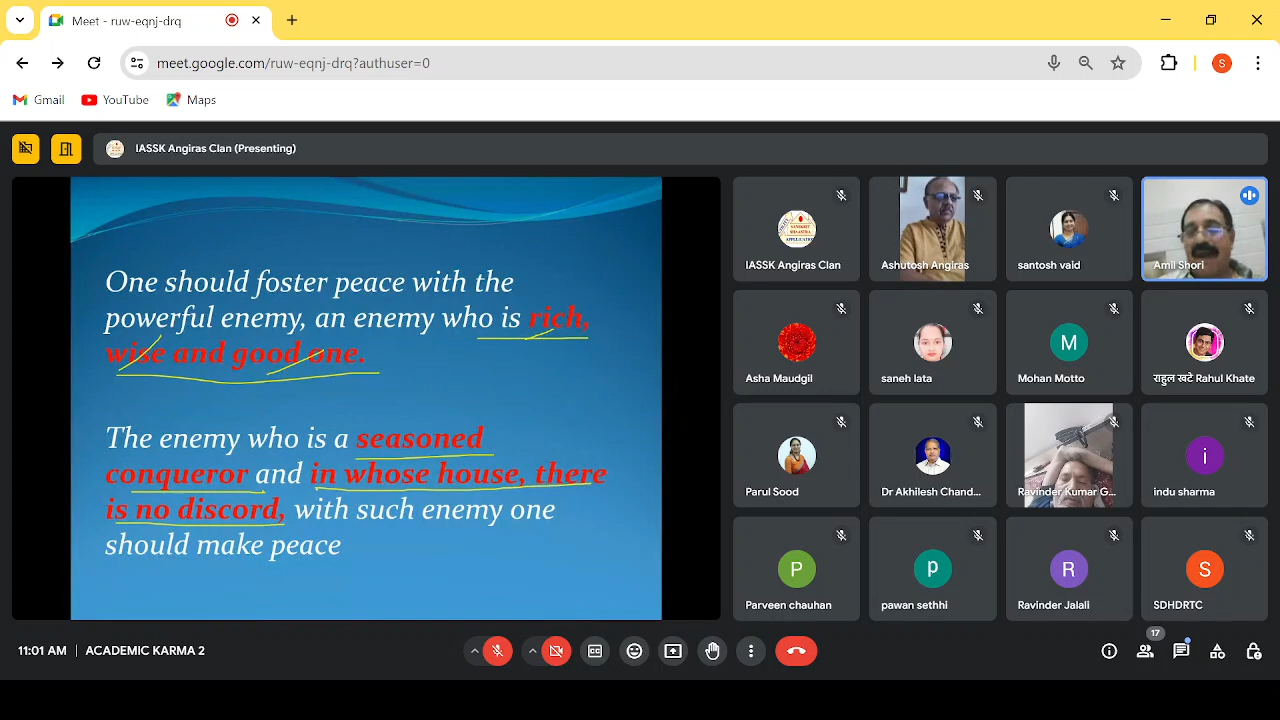 Meet - ruw-eqnj-drq
meet.google.com/ruw-eqnj-drq?authuser=0
S
Gmail
YouTube
Maps
IASSK Angiras Clan (Presenting)
One should foster peace with the
powerful enemy, an enemy who is rich,
wise and good one.
The enemy who is a seasoned
conqueror and in whose house, there
is no discord, with such enemy one
should make peace
IASSK Angiras Clan
Ashutosh Angiras
santosh vaid
Amil Shori
Asha Maudgil
saneh lata
M
Mohan Motto
राहुल खटे Rahul Khate
Parul Sood
Dr Akhilesh Chand...
Ravinder Kumar G...
i
indu sharma
P
Parveen chauhan
p
pawan sethhi
R
Ravinder Jalali
S
SDHDRTC
11:01 AM
ACADEMIC KARMA 2
17